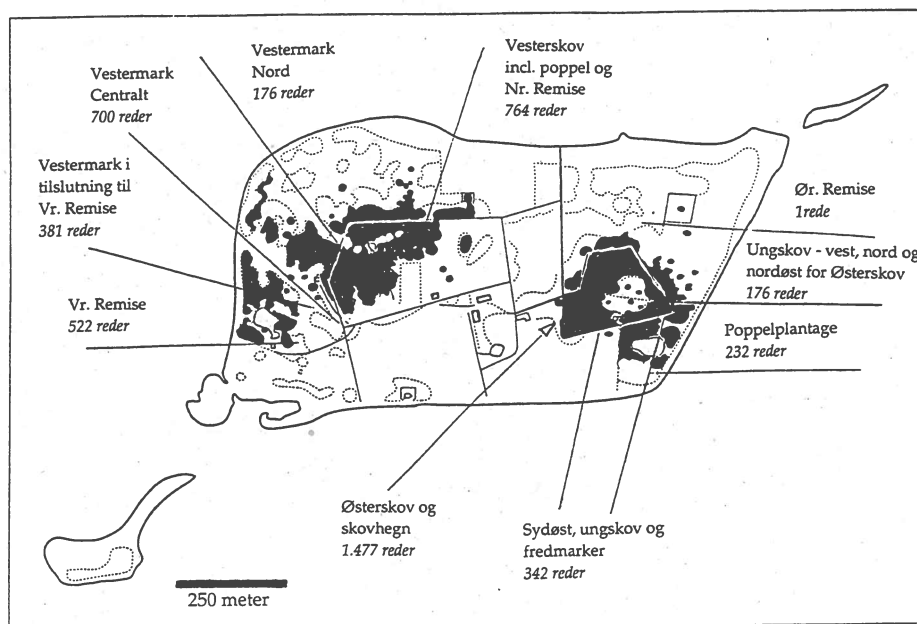 Vestermark
Nord
176 reder
Vesterskov
incl. poppel og
Nr. Remise
764 reder
Vestermark
Centralt
700 reder
Vestermark i
tilslutning til
Vr. Remise
381 reder
Vr. Remise
522 reder
Ør. Remise
1rede
Ungskov - vest, nord og
nordøst for Østerskov
176 reder
Poppelplantage
232 reder
Østerskov og
skovhegn
1.477 reder
Sydøst, ungskov og
fredmarker
342 reder
250 meter